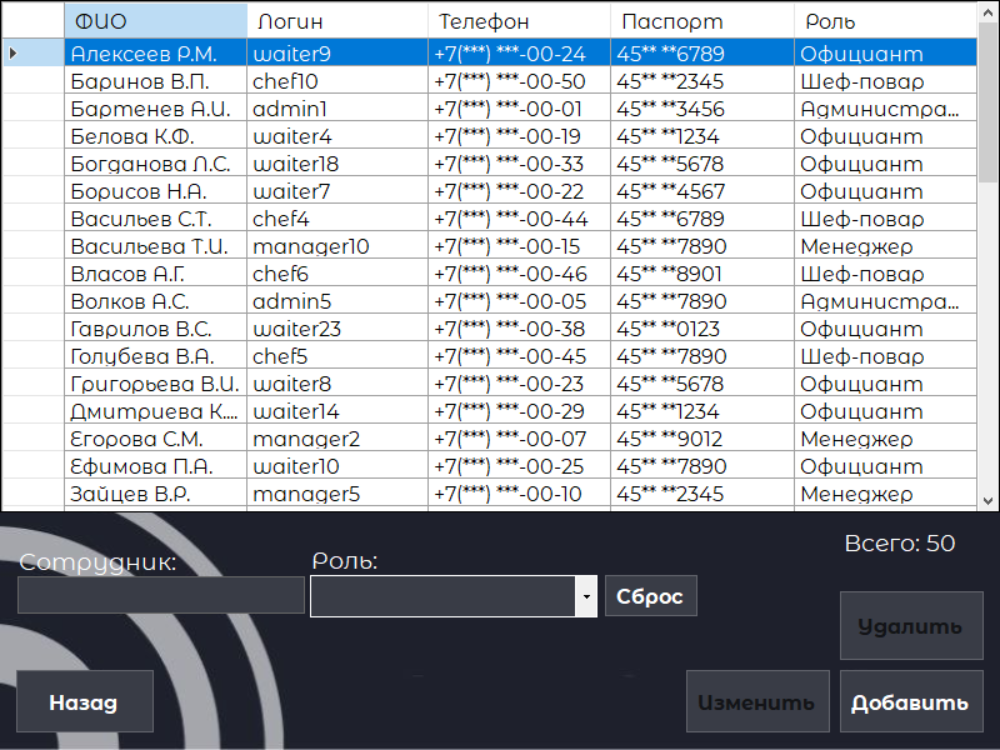 ФИО Логин Телефон Паспорт Роль
Алексеев Р.М. waiter9 +7(***) ***-00-24 45** **6789 Официант
Баринов В.П. chef10 +7(***) ***-00-50 45** **2345 Шеф-повар
Бартенев А.И. admin1 +7(***) ***-00-01 45** **3456 Администра...
Белова К.Ф. waiter4 +7(***) ***-00-19 45** **1234 Официант
Богданова Л.С. waiter18 +7(***) ***-00-33 45** **5678 Официант
Борисов Н.А. waiter7 +7(***) ***-00-22 45** **4567 Официант
Васильев С.Т. chef4 +7(***) ***-00-44 45** **6789 Шеф-повар
Васильева Т.И. manager10 +7(***) ***-00-15 45** **7890 Менеджер
Власов А.Г. chef6 +7(***) ***-00-46 45** **8901 Шеф-повар
Волков А.С. admin5 +7(***) ***-00-05 45** **7890 Администра...
Гаврилов В.С. waiter23 +7(***) ***-00-38 45** **0123 Официант
Голубева В.А. chef5 +7(***) ***-00-45 45** **7890 Шеф-повар
Григорьева В.И. waiter8 +7(***) ***-00-23 45** **5678 Официант
Дмитриева К.... waiter14 +7(***) ***-00-29 45** **1234 Официант
Егорова С.М. manager2 +7(***) ***-00-07 45** **9012 Менеджер
Ефимова П.А. waiter10 +7(***) ***-00-25 45** **7890 Официант
Зайцев В.Р. manager5 +7(***) ***-00-10 45** **2345 Менеджер
Всего: 50
Сотрудник: Роль:
Сброс
Удалить
Назад Изменить Добавить